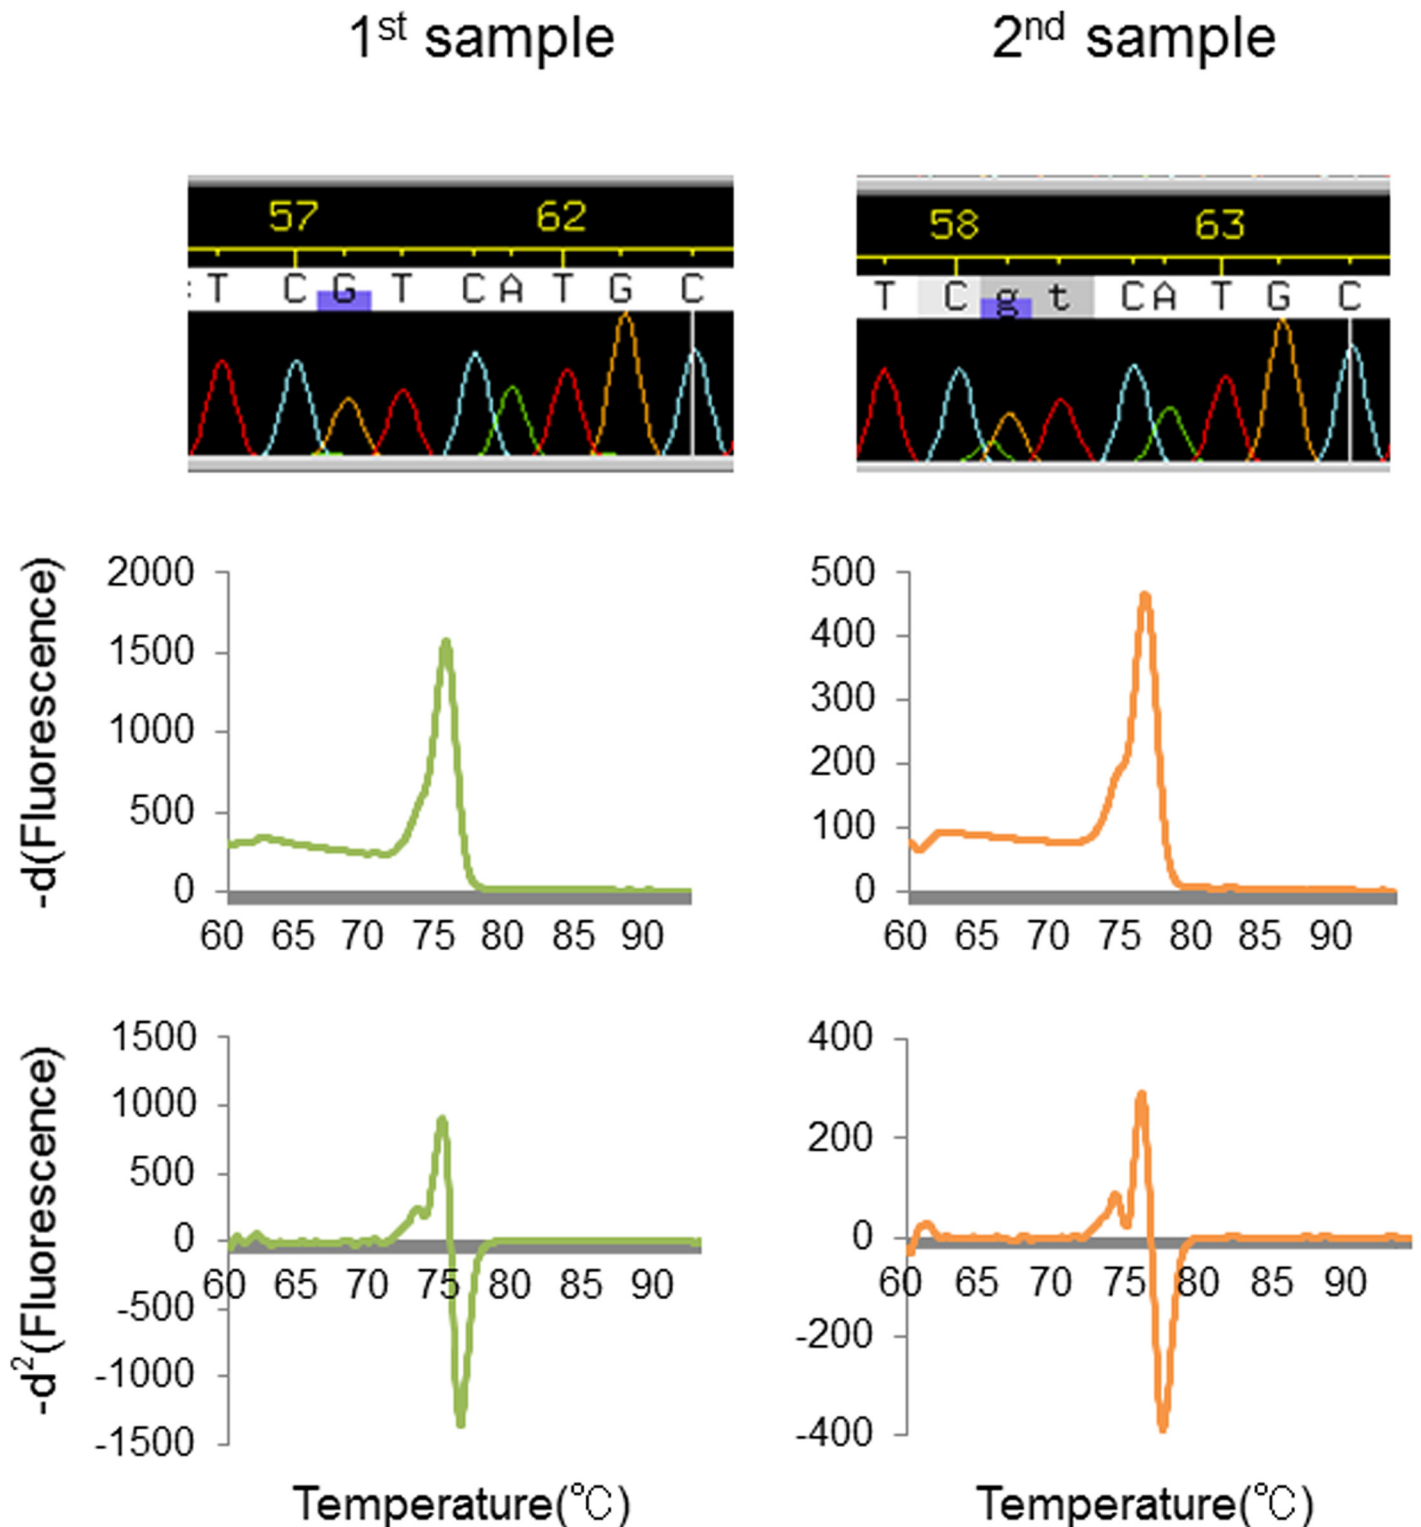 1st sample
2nd sample
57 62
: T C G T C A T G C
58 63
T C g t C A T G C
-d(Fluorescence)
2000
1500
1000
500
0
60 65 70 75 80 85 90
500
400
300
200
100
0
60 65 70 75 80 85 90
-d2(Fluorescence)
1500
1000
500
0
-500
-1000
-1500
60 65 70 75 80 85 90
400
200
0
-200
-400
60 65 70 75 80 85 90
Temperature(℃)
Temperature(℃)